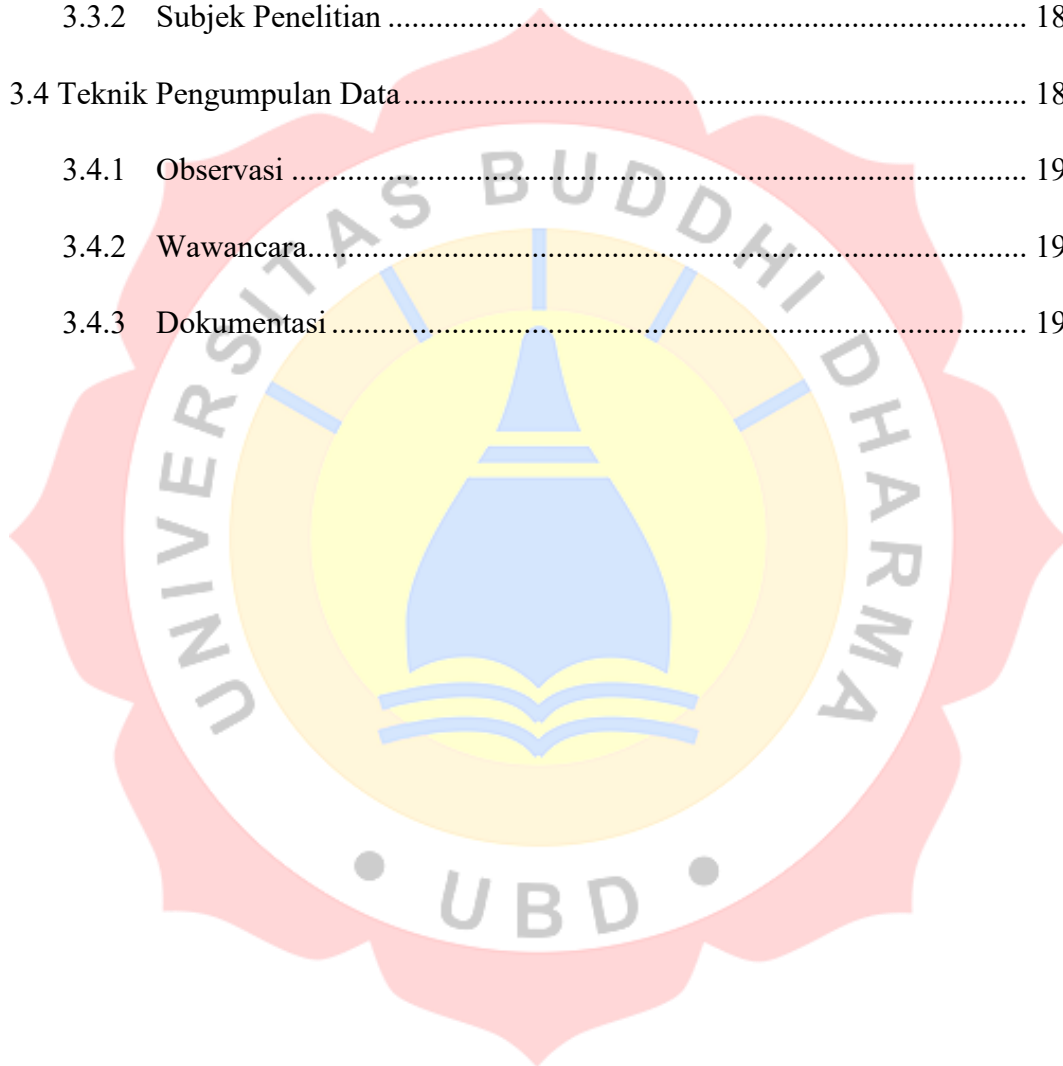 3.3.2 Subjek Penelitian ........................................................................... 18
3.4 Teknik Pengumpulan Data ........................................................................... 18
3.4.1 Observasi ........................................................................... 19
3.4.2 Wawancara ........................................................................... 19
3.4.3 Dokumentasi ........................................................................... 19
UNIVERSITAS BUDDHI DHARMA
• UBD •